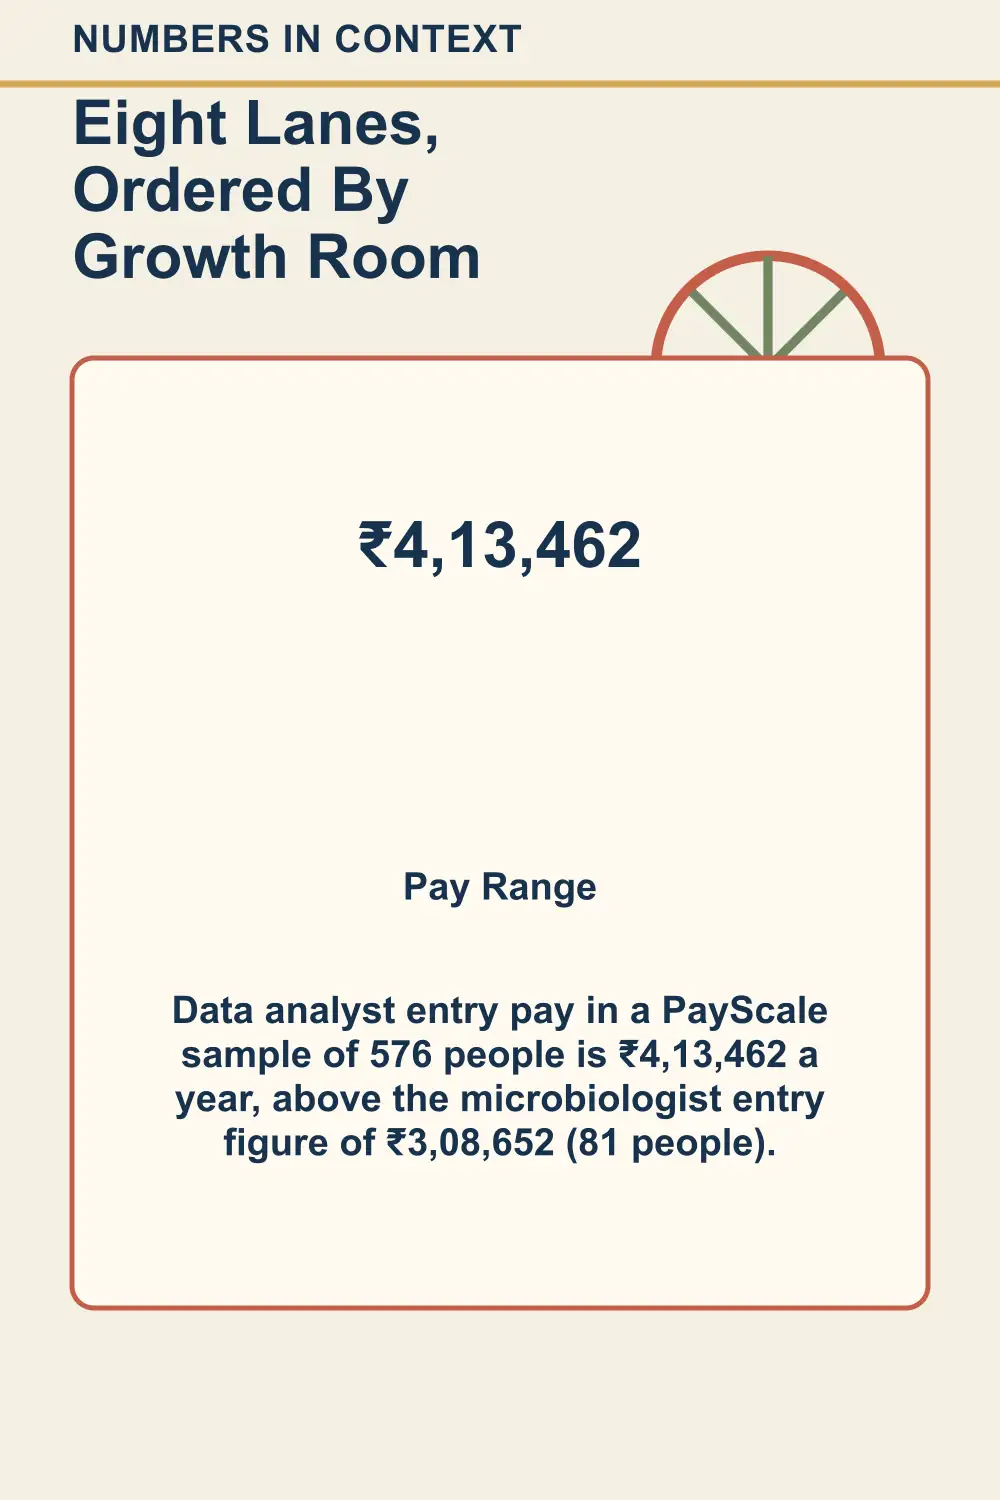 NUMBERS IN CONTEXT
Eight Lanes,
Ordered By
Growth Room
₹4,13,462
Pay Range
Data analyst entry pay in a PayScale
sample of 576 people is ₹4,13,462 a
year, above the microbiologist entry
figure of ₹3,08,652 (81 people).